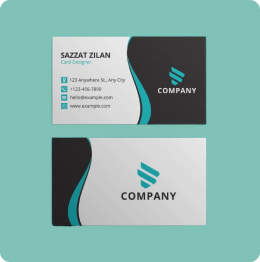 SAZZAT ZILAN
Card Designer
123 Anywhere St., Any City
+123-456-7890
hello@example.com
www.example.com
COMPANY
COMPANY